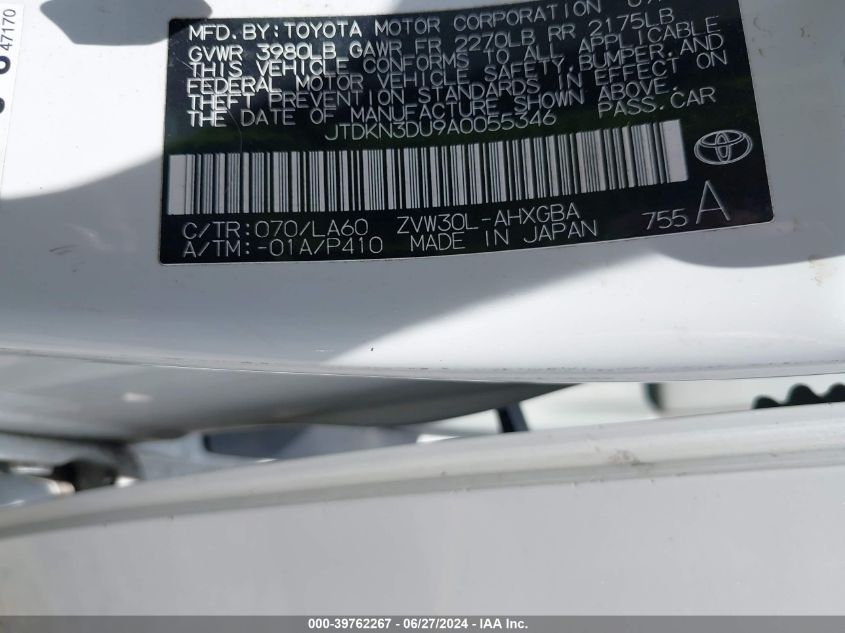 47170
MFD. BY: TOYOTA MOTOR CORPORATION
GVWR 3980LB GAWR FR 2270LB RR 2175LB
THIS VEHICLE CONFORMS TO ALL APPLICABLE
FEDERAL MOTOR VEHICLE SAFETY, BUMPER, AND
THEFT PREVENTION STANDARDS IN EFFECT ON
THE DATE OF MANUFACTURE SHOWN ABOVE.
JTDKN3DU9A0055346 PASS. CAR
C/TR:070/LA60 ZVW30L-AHXGBA
A/TM:-01A/P410 MADE IN JAPAN 755 A
000-39762267 - 06/27/2024 - IAA Inc.